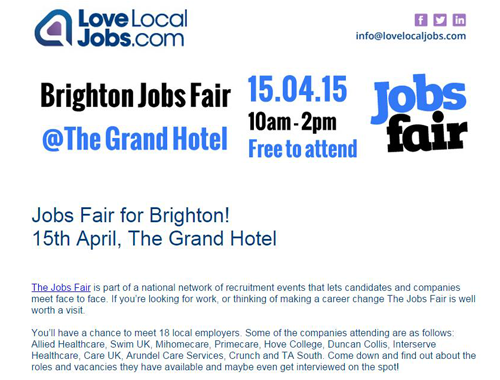 LoveLocal
Jobs.com
info@lovelocaljobs.com
Brighton Jobs Fair
@The Grand Hotel
15.04.15
10am - 2pm
Free to attend
Jobs
fair
Jobs Fair for Brighton!
15th April, The Grand Hotel
The Jobs Fair is part of a national network of recruitment events that lets candidates and companies
meet face to face. If you're looking for work, or thinking of making a career change The Jobs Fair is well
worth a visit.
You'll have a chance to meet 18 local employers. Some of the companies attending are as follows:
Allied Healthcare, Swim UK, Mihomecare, Primecare, Hove College, Duncan Collis, Interserve
Healthcare, Care UK, Arundel Care Services, Crunch and TA South. Come down and find out about the
roles and vacancies they have available and maybe even get interviewed on the spot!